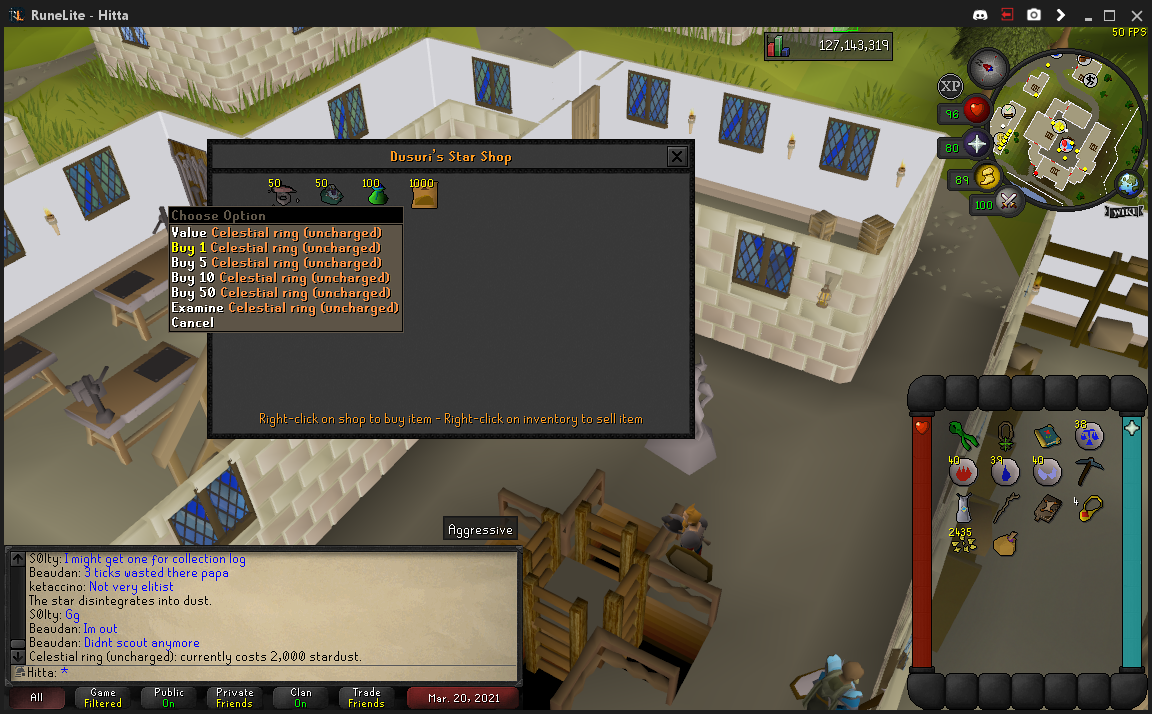 RuneLite - Hitta
50 FPS
127,143,319
XP
96
80
89
100
WIKI
Dusuri's Star Shop
50
50
100
1000
Choose Option
Value Celestial ring (uncharged)
Buy 1 Celestial ring (uncharged)
Buy 5 Celestial ring (uncharged)
Buy 10 Celestial ring (uncharged)
Buy 50 Celestial ring (uncharged)
Examine Celestial ring (uncharged)
Cancel
Right-click on shop to buy item - Right-click on inventory to sell item
38
40
39
40
4
2435
Aggressive
S0lty: I might get one for collection log
Beaudan: 3 ticks wasted there papa
ketaccino: Not very elitist
The star disintegrates into dust.
S0lty: Gg
Beaudan: Im out
Beaudan: Didnt scout anymore
Celestial ring (uncharged): currently costs 2,000 stardust.
Hitta: *
All
Game
Filtered
Public
On
Private
Friends
Clan
On
Trade
Friends
Mar. 20, 2021